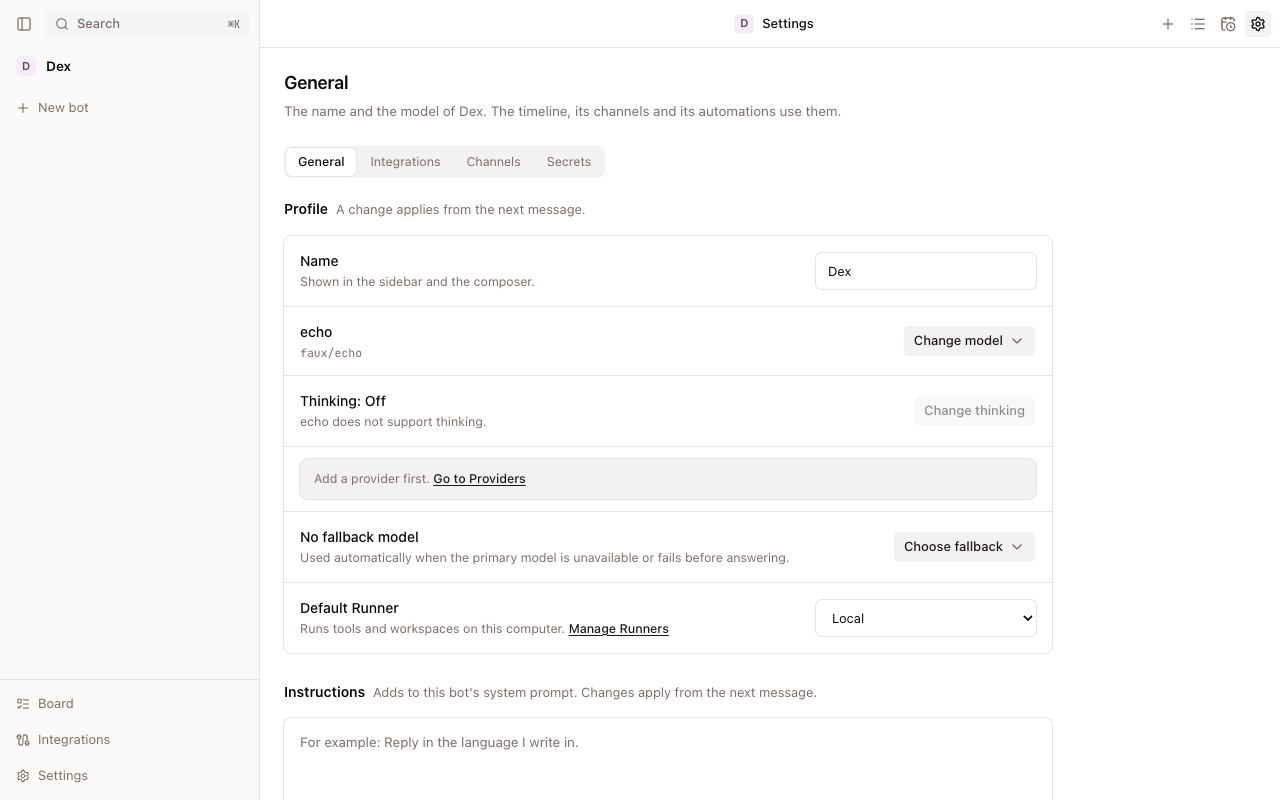 Search
⌘K
D
Settings
D
Dex
New bot
General
The name and the model of Dex. The timeline, its channels and its automations use them.
General
Integrations
Channels
Secrets
Profile
A change applies from the next message.
Name
Shown in the sidebar and the composer.
Dex
echo
faux/echo
Change model
Thinking: Off
echo does not support thinking.
Change thinking
Add a provider first. Go to Providers
No fallback model
Used automatically when the primary model is unavailable or fails before answering.
Choose fallback
Default Runner
Runs tools and workspaces on this computer. Manage Runners
Local
Instructions
Adds to this bot's system prompt. Changes apply from the next message.
For example: Reply in the language I write in.
Board
Integrations
Settings